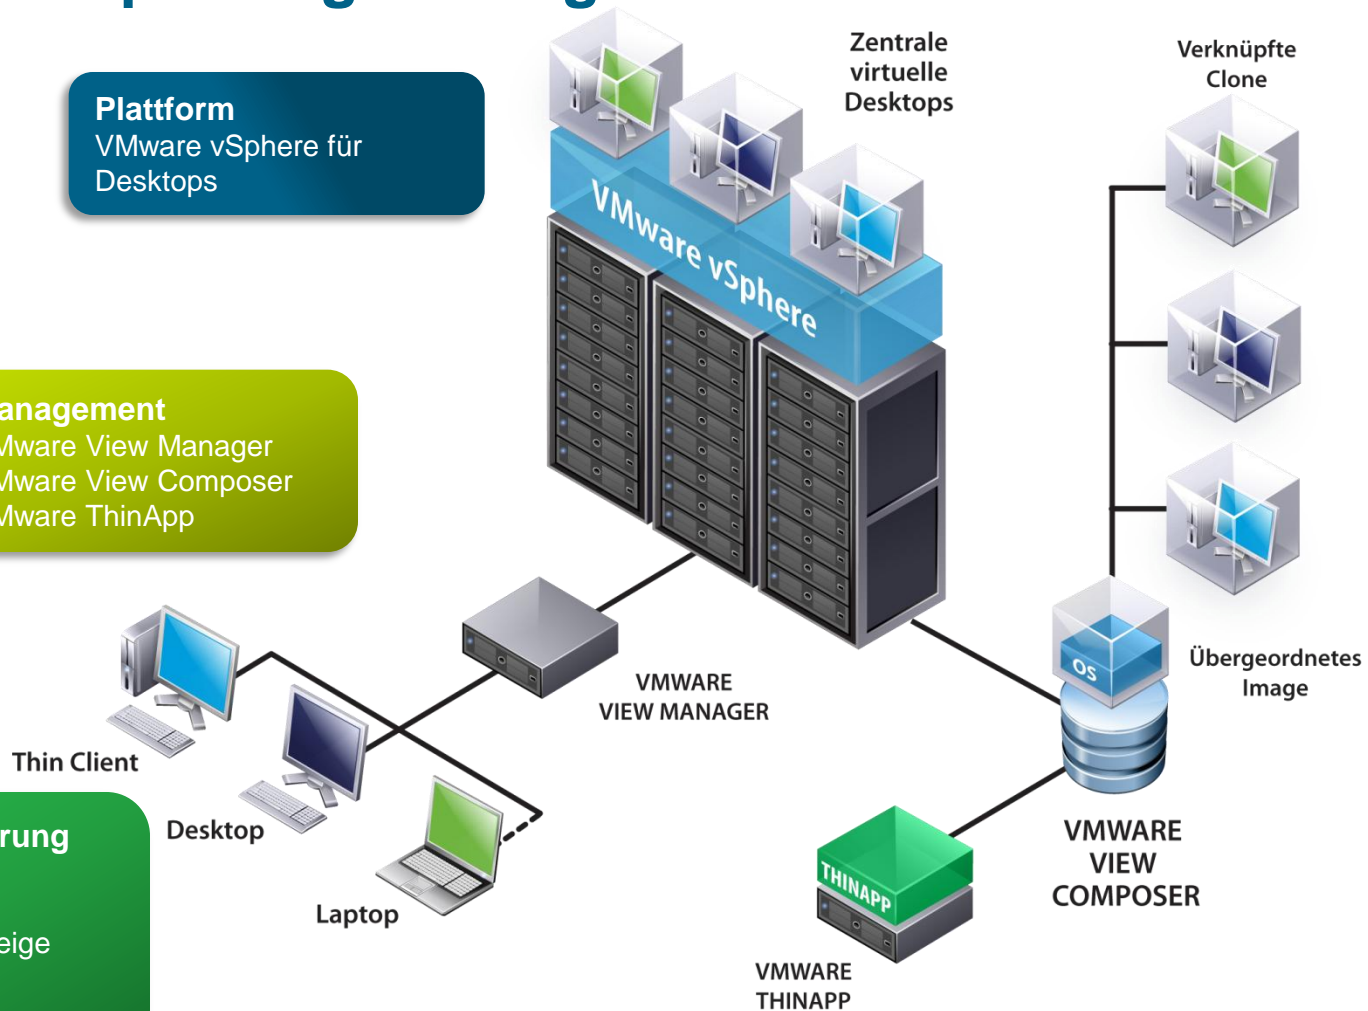 Plattform
VMware vSphere für
Desktops
Zentrale
virtuelle
Desktops
Verknüpfte
Clone
VMware vSphere
anagement
Mware View Manager
Mware View Composer
Mware ThinApp
OS
Übergeordnetes
Image
VMWARE
VIEW MANAGER
Thin Client
Desktop
Laptop
rung
eige
THINAPP
VMWARE
THINAPP
VMWARE
VIEW
COMPOSER